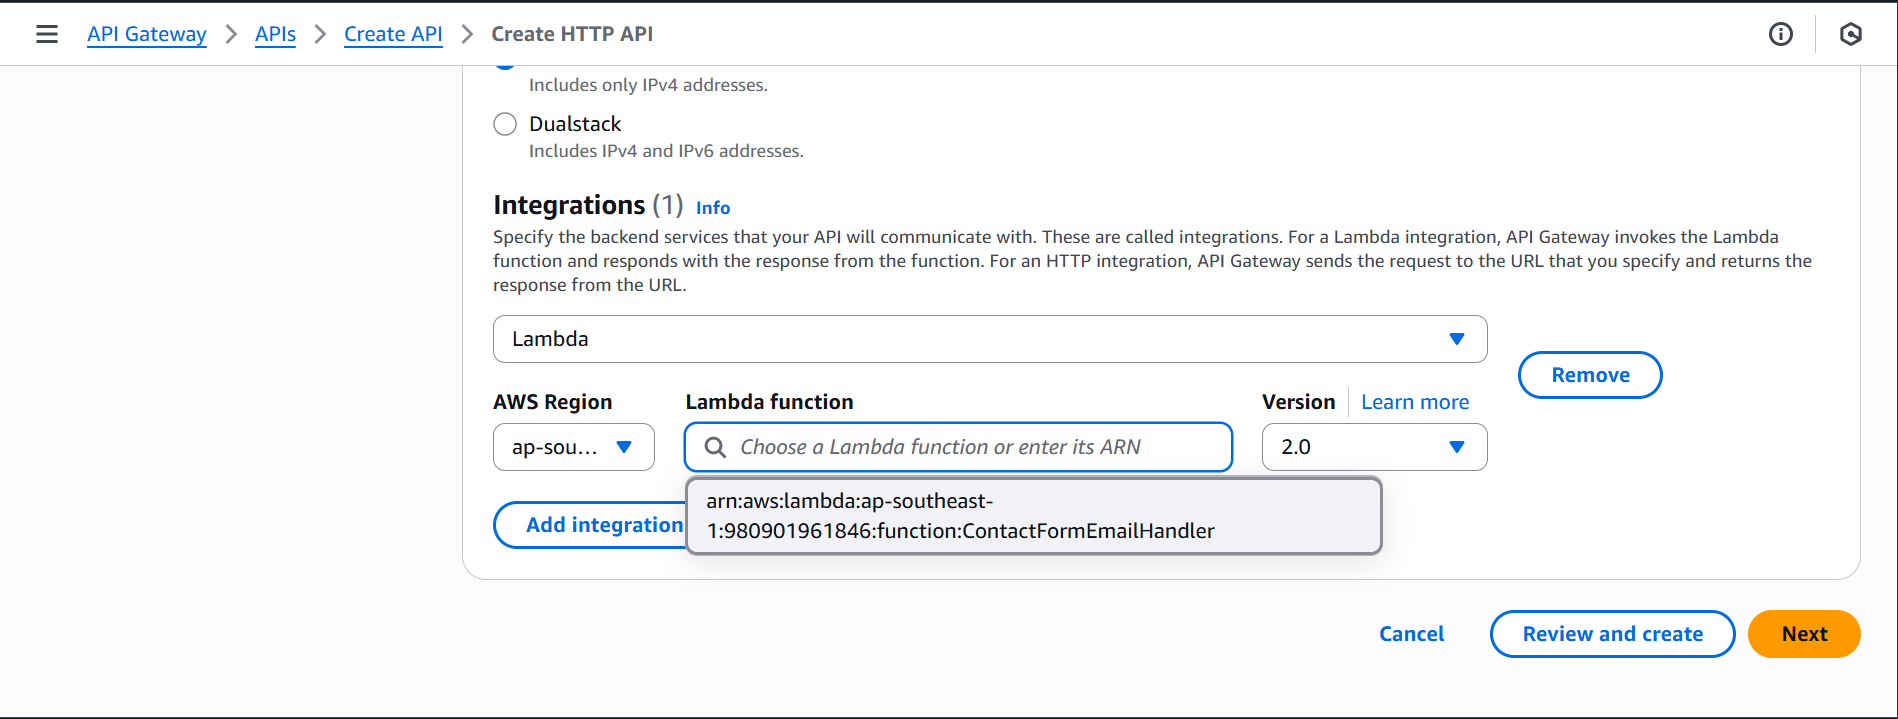 API Gateway > APIs > Create API > Create HTTP API
Includes only IPv4 addresses.
Dualstack
Includes IPv4 and IPv6 addresses.
Integrations (1) Info
Specify the backend services that your API will communicate with. These are called integrations. For a Lambda integration, API Gateway invokes the Lambda
function and responds with the response from the function. For an HTTP integration, API Gateway sends the request to the URL that you specify and returns the
response from the URL.
Lambda
Remove
AWS Region
Lambda function
Version
Learn more
ap-sou...
Choose a Lambda function or enter its ARN
2.0
arn:aws:lambda:ap-southeast-
1:980901961846:function:ContactFormEmailHandler
Add integration
Cancel
Review and create
Next